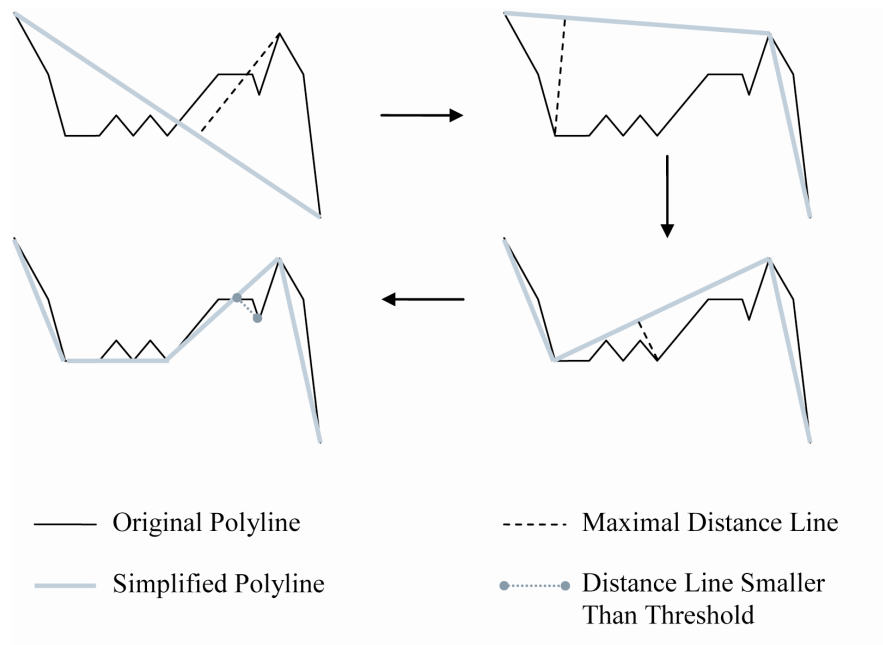 Original Polyline
Maximal Distance Line
Simplified Polyline
Distance Line Smaller
Than Threshold